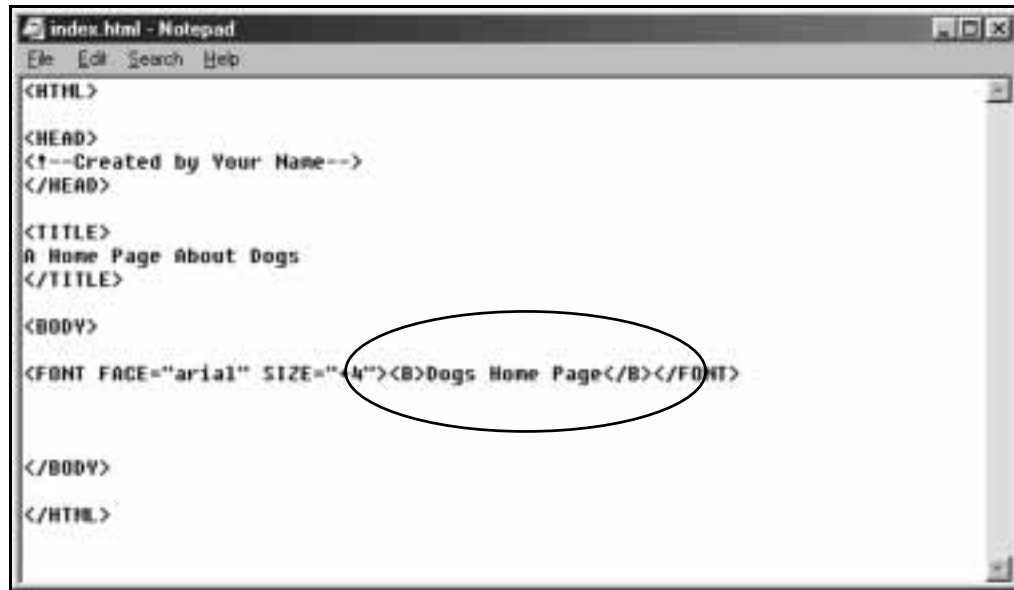 index.html - Notepad
File Edit Search Help
<HTML>
<HEAD>
<!--Created by Your Name-->
</HEAD>
<TITLE>
A Home Page About Dogs
</TITLE>
<BODY>
<FONT FACE="arial" SIZE="+4"><B>Dogs Home Page</B></FONT>
</BODY>
</HTML>